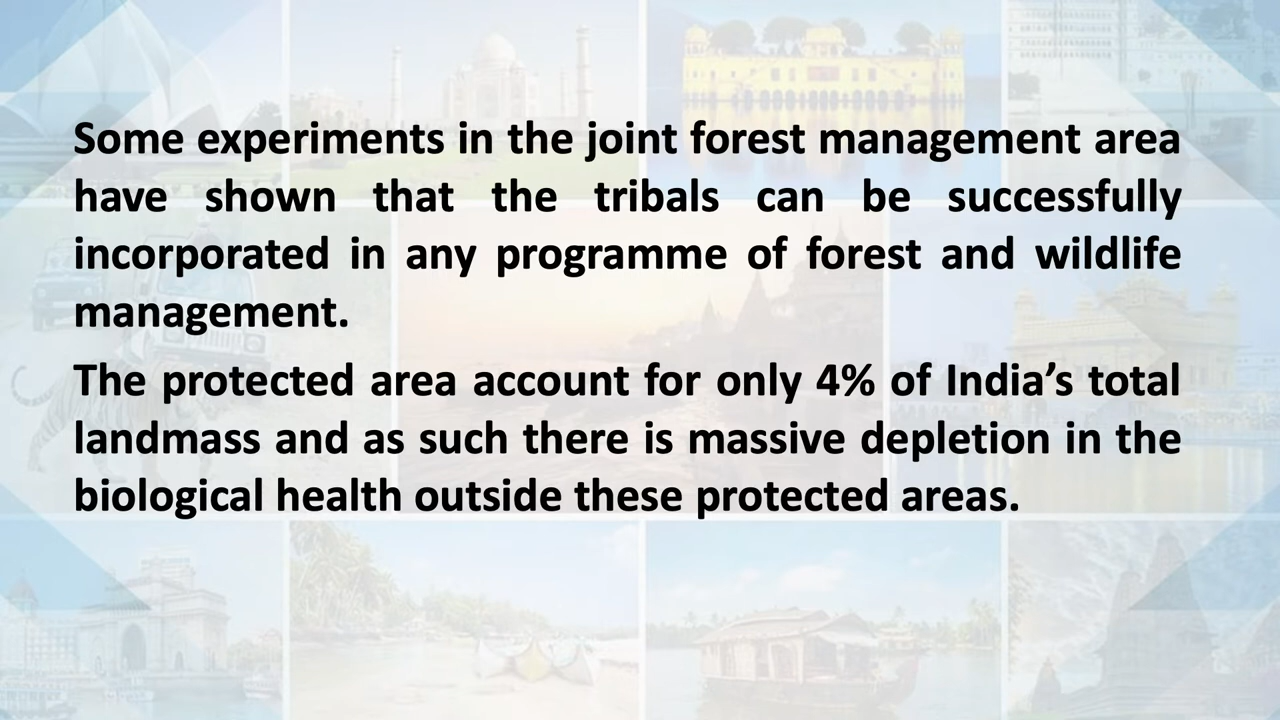 Some experiments in the joint forest management area
have shown that the tribals can be successfully
incorporated in any programme of forest and wildlife
management.
The protected area account for only 4% of India’s total
landmass and as such there is massive depletion in the
biological health outside these protected areas.